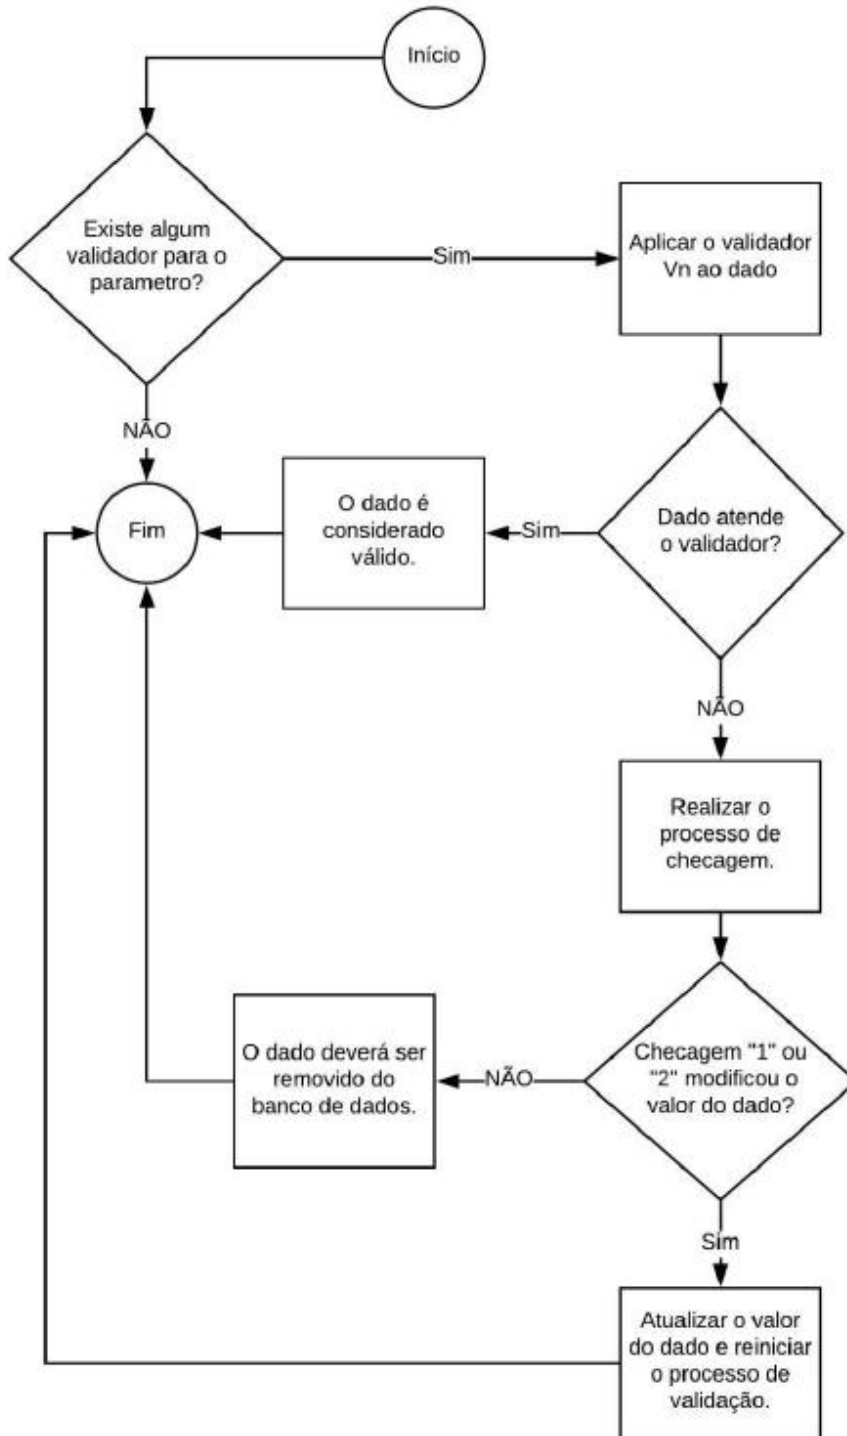 Início
Existe algum
validador para o
parametro?
Sim
Aplicar o validador
Vn ao dado
NÃO
Fim
O dado é
considerado
válido.
Sim
Dado atende
o validador?
NÃO
Realizar o
processo de
checagem.
O dado deverá ser
removido do
banco de dados.
NÃO
Checagem "1" ou
"2" modificou o
valor do dado?
Sim
Atualizar o valor
do dado e reiniciar
o processo de
validação.